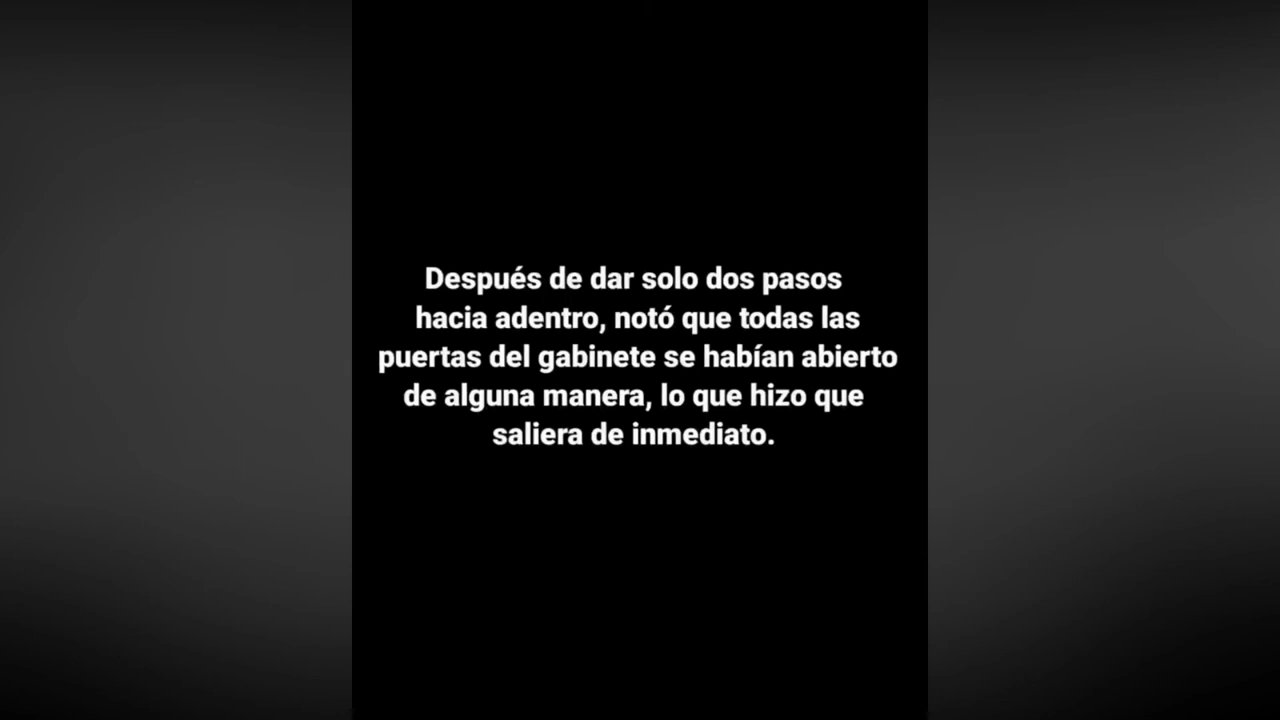 Después de dar solo dos pasos
hacia adentro, notó que todas las
puertas del gabinete se habían abierto
de alguna manera, lo que hizo que
saliera de inmediato.